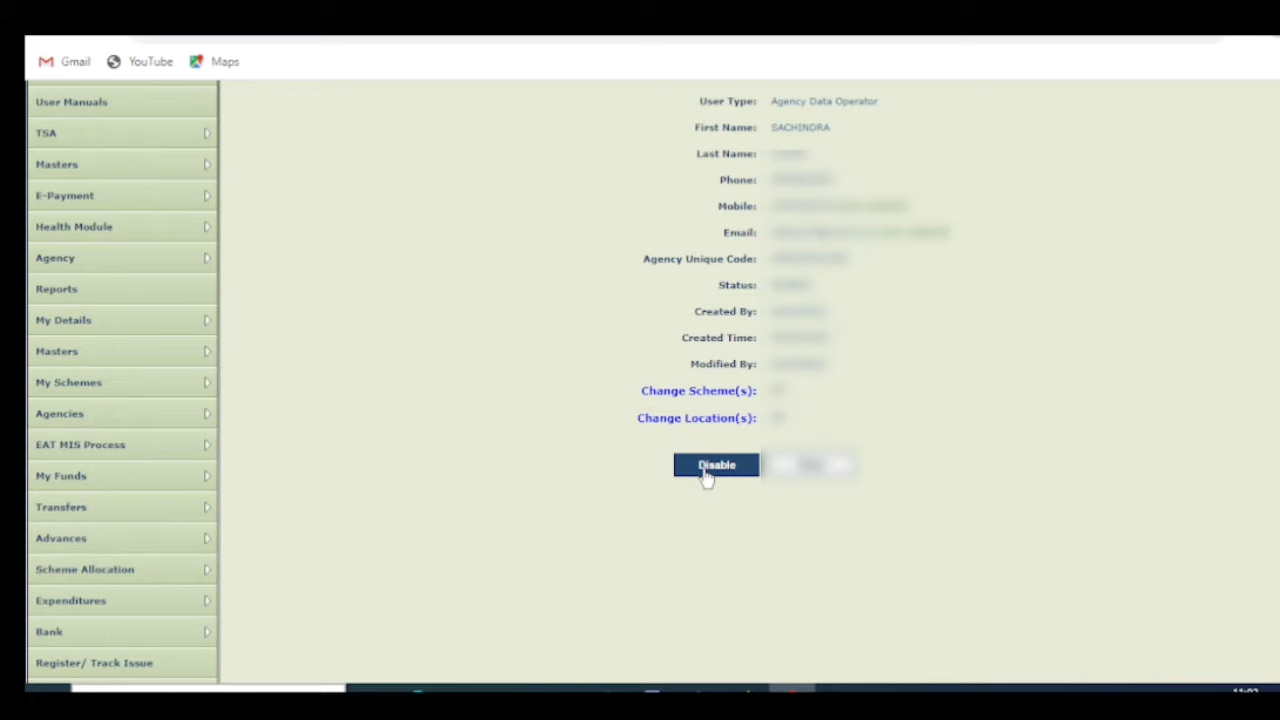 Gmail YouTube Maps
User Manuals
TSA
Masters
E-Payment
Health Module
Agency
Reports
My Details
Masters
My Schemes
Agencies
EAT MIS Process
My Funds
Transfers
Advances
Scheme Allocation
Expenditures
Bank
Register/ Track Issue
User Type: Agency Data Operator
First Name: SACHINDRA
Last Name:
Phone:
Mobile:
Email:
Agency Unique Code:
Status:
Created By:
Created Time:
Modified By:
Change Scheme(s):
Change Location(s):
Disable